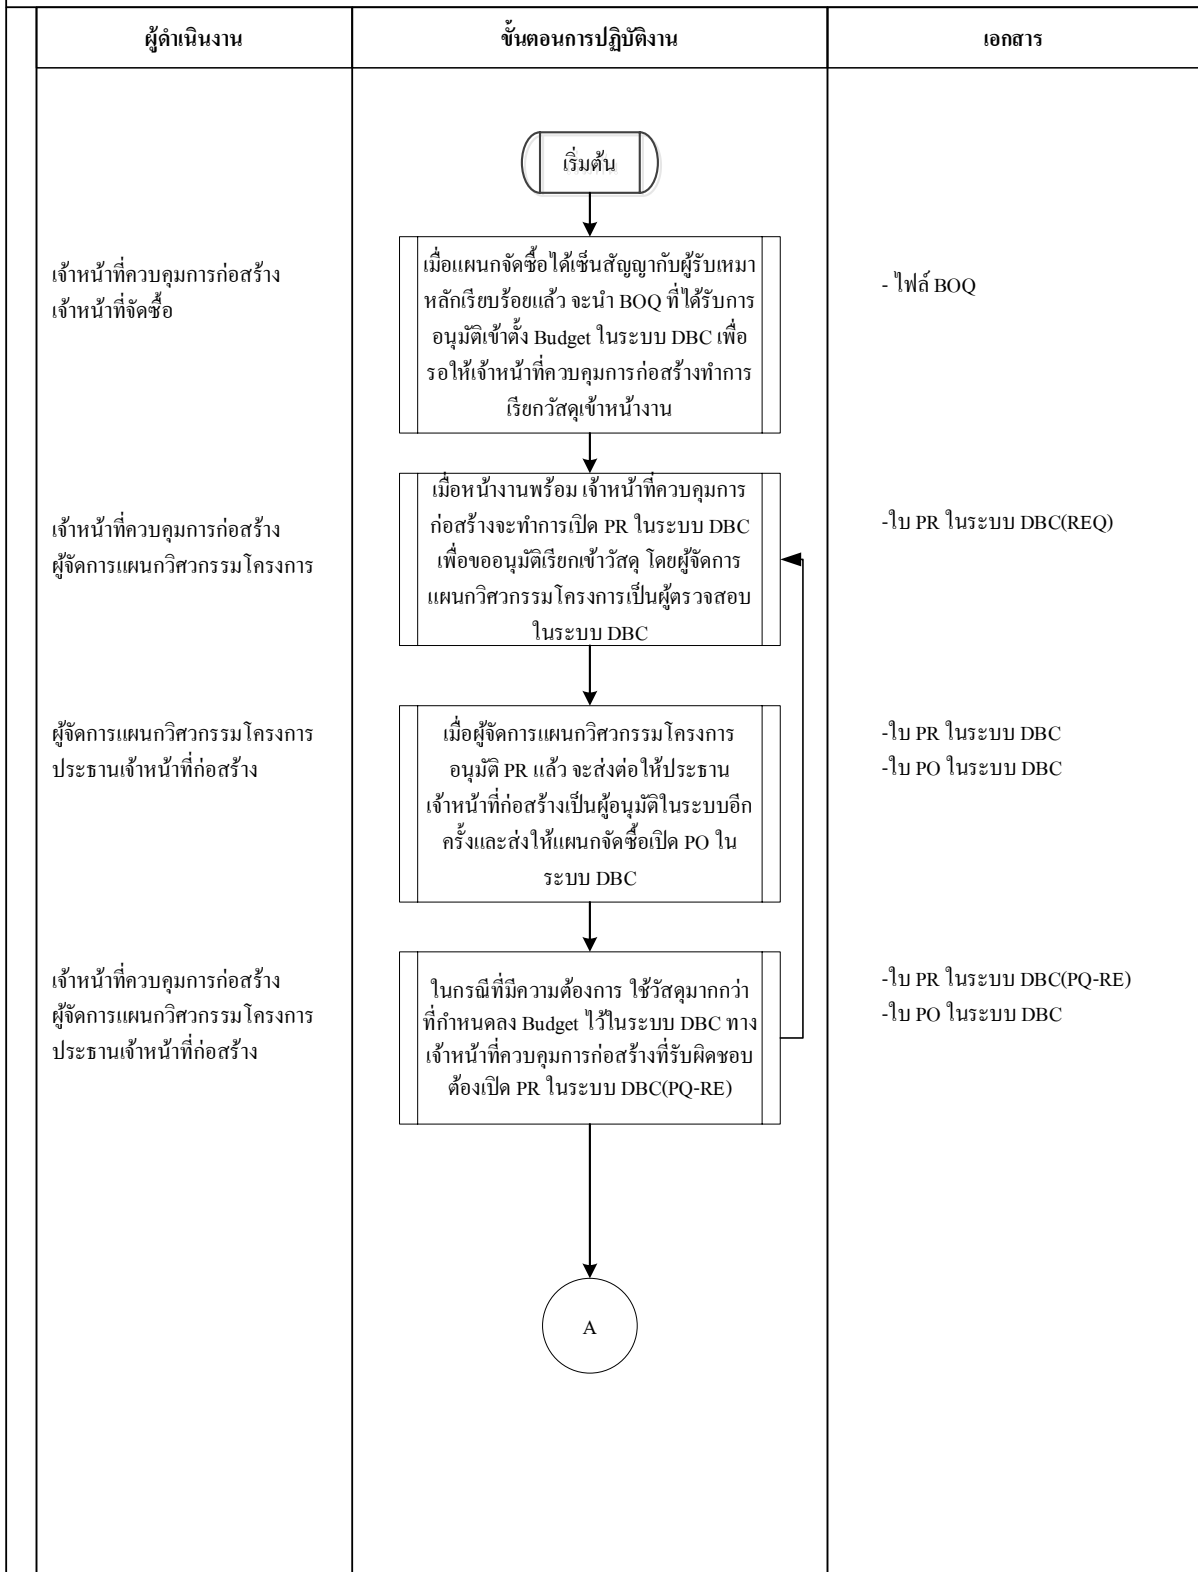 ผู้ดำเนินงาน
ขั้นตอนการปฏิบัติงาน
เอกสาร
เริ่มต้น
เจ้าหน้าที่ควบคุมการก่อสร้าง
เจ้าหน้าที่จัดซื้อ
เมื่อแผนกจัดซื้อได้เซ็นสัญญากับผู้รับเหมา
หลักเรียบร้อยแล้ว จะนำ BOQ ที่ได้รับการ
อนุมัติเข้าตั้ง Budget ในระบบ DBC เพื่อ
รอให้เจ้าหน้าที่ควบคุมการก่อสร้างทำการ
เรียกวัสดุเข้าหน้างาน
- ไฟล์ BOQ
เจ้าหน้าที่ควบคุมการก่อสร้าง
ผู้จัดการแผนกวิศวกรรมโครงการ
เมื่อหน้างานพร้อม เจ้าหน้าที่ควบคุมการ
ก่อสร้างจะทำการเปิด PR ในระบบ DBC
เพื่อขออนุมัติเรียกเข้าวัสดุ โดยผู้จัดการ
แผนกวิศวกรรมโครงการเป็นผู้ตรวจสอบ
ในระบบ DBC
-ใบ PR ในระบบ DBC(REQ)
ผู้จัดการแผนกวิศวกรรมโครงการ
ประธานเจ้าหน้าที่ก่อสร้าง
เมื่อผู้จัดการแผนกวิศวกรรมโครงการ
อนุมัติ PR แล้ว จะส่งต่อให้ประธาน
เจ้าหน้าที่ก่อสร้างเป็นผู้อนุมัติในระบบอีก
ครั้งและส่งให้แผนกจัดซื้อเปิด PO ใน
ระบบ DBC
-ใบ PR ในระบบ DBC
-ใบ PO ในระบบ DBC
เจ้าหน้าที่ควบคุมการก่อสร้าง
ผู้จัดการแผนกวิศวกรรมโครงการ
ประธานเจ้าหน้าที่ก่อสร้าง
ในกรณีที่มีความต้องการ ใช้วัสดุมากกว่า
ที่กำหนดลง Budget ไว้ในระบบ DBC ทาง
เจ้าหน้าที่ควบคุมการก่อสร้างที่รับผิดชอบ
ต้องเปิด PR ในระบบ DBC(PQ-RE)
-ใบ PR ในระบบ DBC(PQ-RE)
-ใบ PO ในระบบ DBC
A